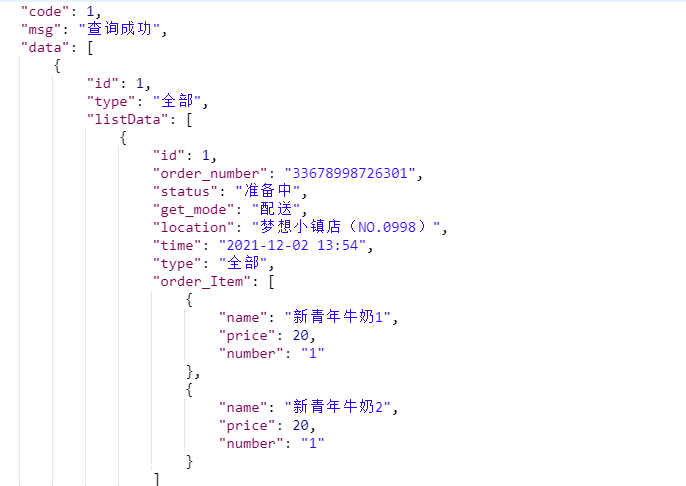 "code": 1,
"msg": "查询成功",
"data": [
{
"id": 1,
"type": "全部",
"listData": [
{
"id": 1,
"order_number": "33678998726301",
"status": "准备中",
"get_mode": "配送",
"location": "梦想小镇店（NO.0998）",
"time": "2021-12-02 13:54",
"type": "全部",
"order_Item": [
{
"name": "新青年牛奶1",
"price": 20,
"number": "1"
},
{
"name": "新青年牛奶2",
"price": 20,
"number": "1"
}
]